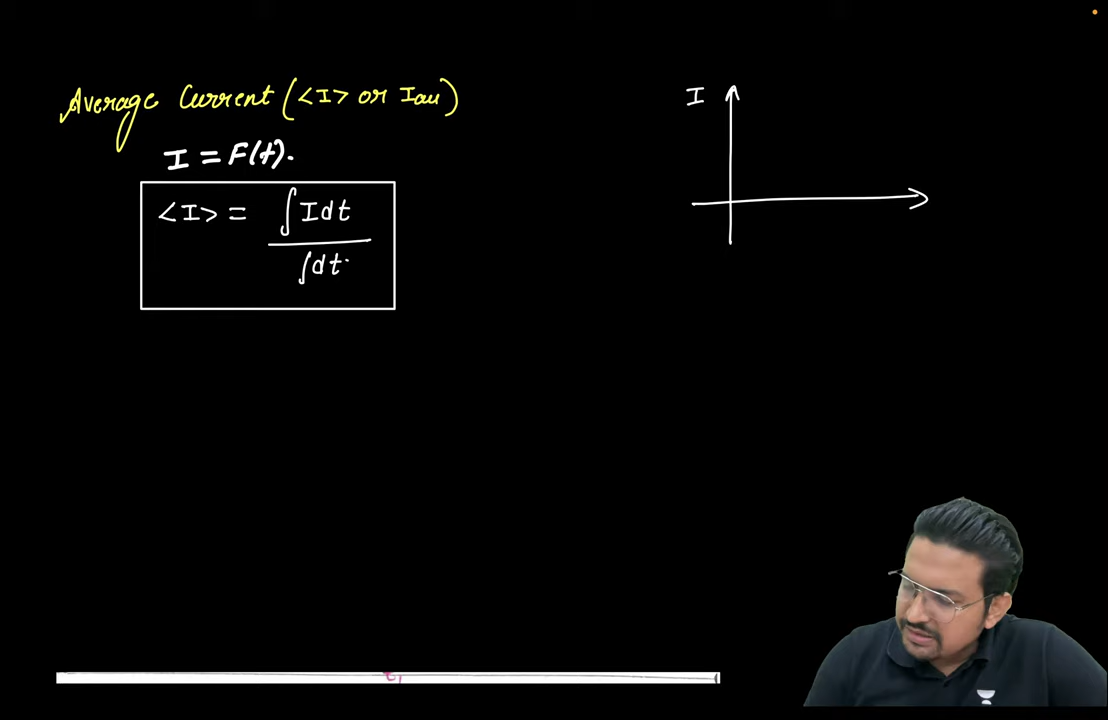 Average Current (<I> or Iav)
I = F(t).
<I> = ∫Idt / ∫dt
I